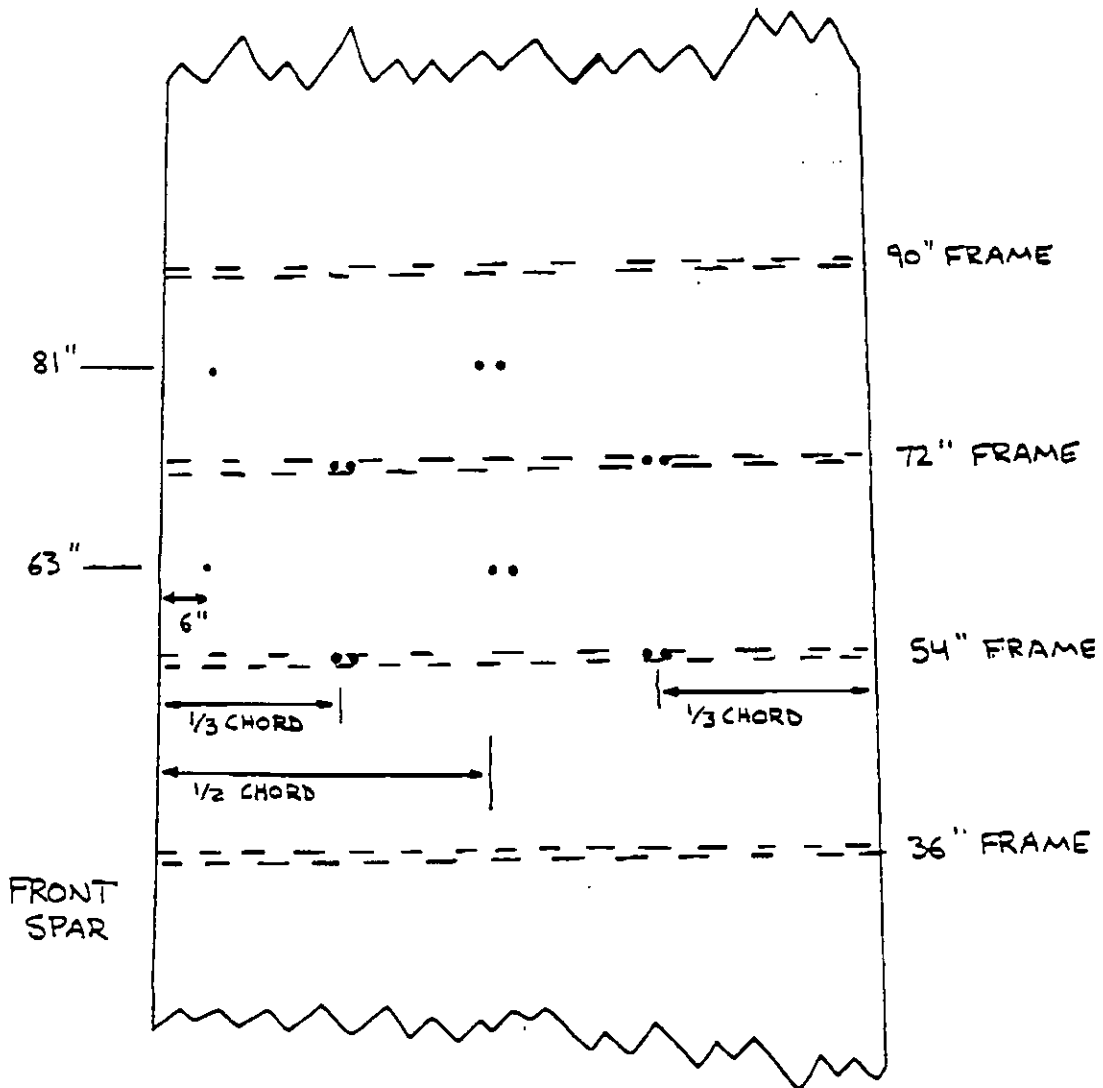 90" FRAME
81"
72" FRAME
63"
6"
54" FRAME
1/3 CHORD
1/3 CHORD
1/2 CHORD
36" FRAME
FRONT
SPAR